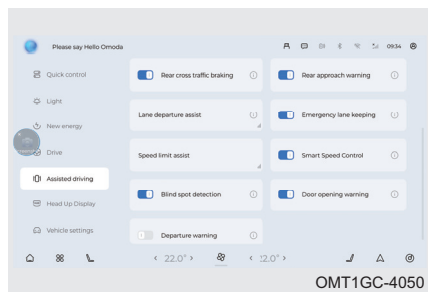 Please say Hello Omoda
09:34
Quick control
Rear cross traffic braking
Rear approach warning
Light
Lane departure assist
Emergency lane keeping
New energy
Drive
Speed limit assist
Smart Speed Control
Assisted driving
Blind spot detection
Door opening warning
Head Up Display
Vehicle settings
Departure warning
‹ 22.0° ›
‹ 22.0° ›
OMT1GC-4050